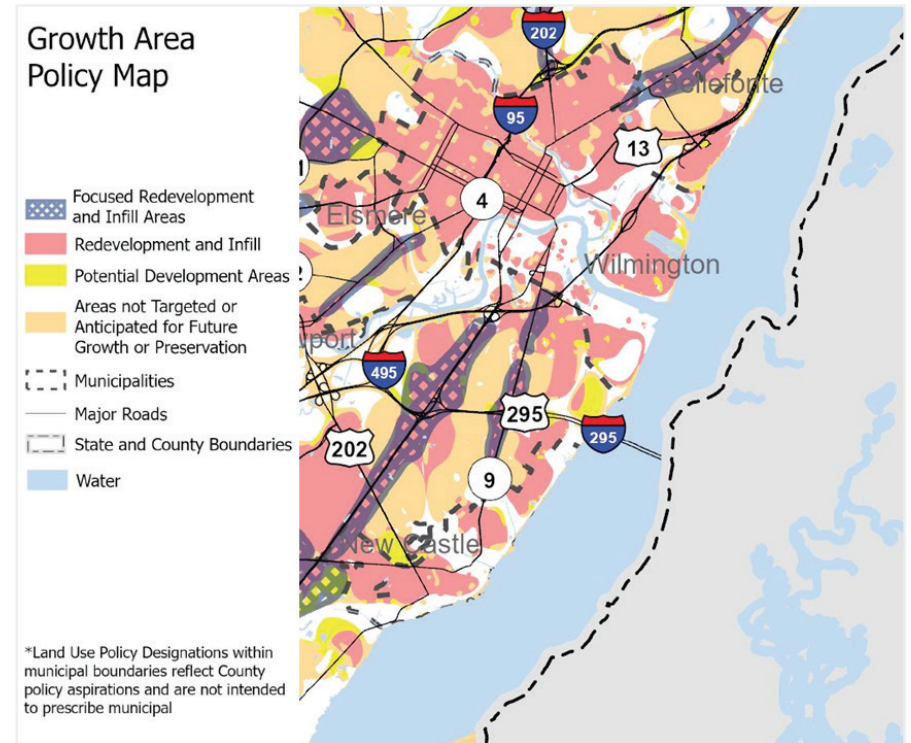 Growth Area
Policy Map
Focused Redevelopment
and Infill Areas
Redevelopment and Infill
Potential Development Areas
Areas not Targeted or
Anticipated for Future
Growth or Preservation
Municipalities
Major Roads
State and County Boundaries
Water
*Land Use Policy Designations within
municipal boundaries reflect County
policy aspirations and are not intended
to prescribe municipal
202
Bellefonte
95
13
4
Elsmere
Wilmington
495
295
295
202
9
New Castle